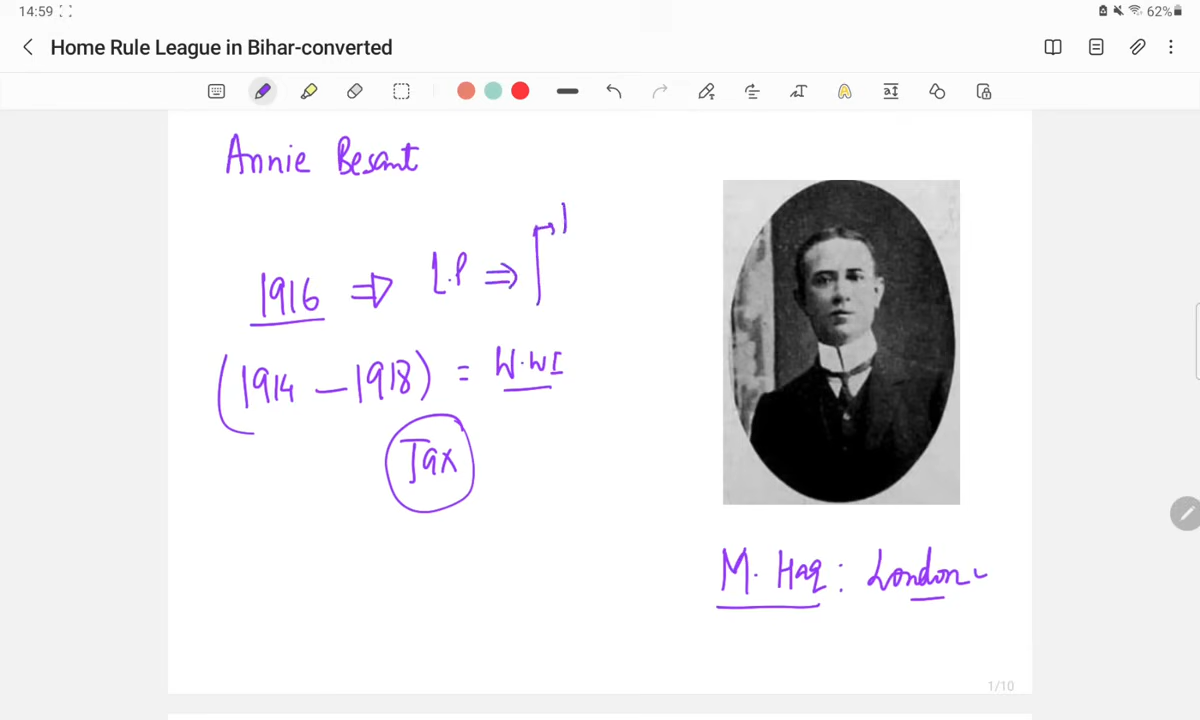 14:59
62%
Home Rule League in Bihar-converted
Annie Besant
1916 ⇒ L.P ⇒
(1914 – 1918) = W.WI
Tax
M. Haq : London
1/10